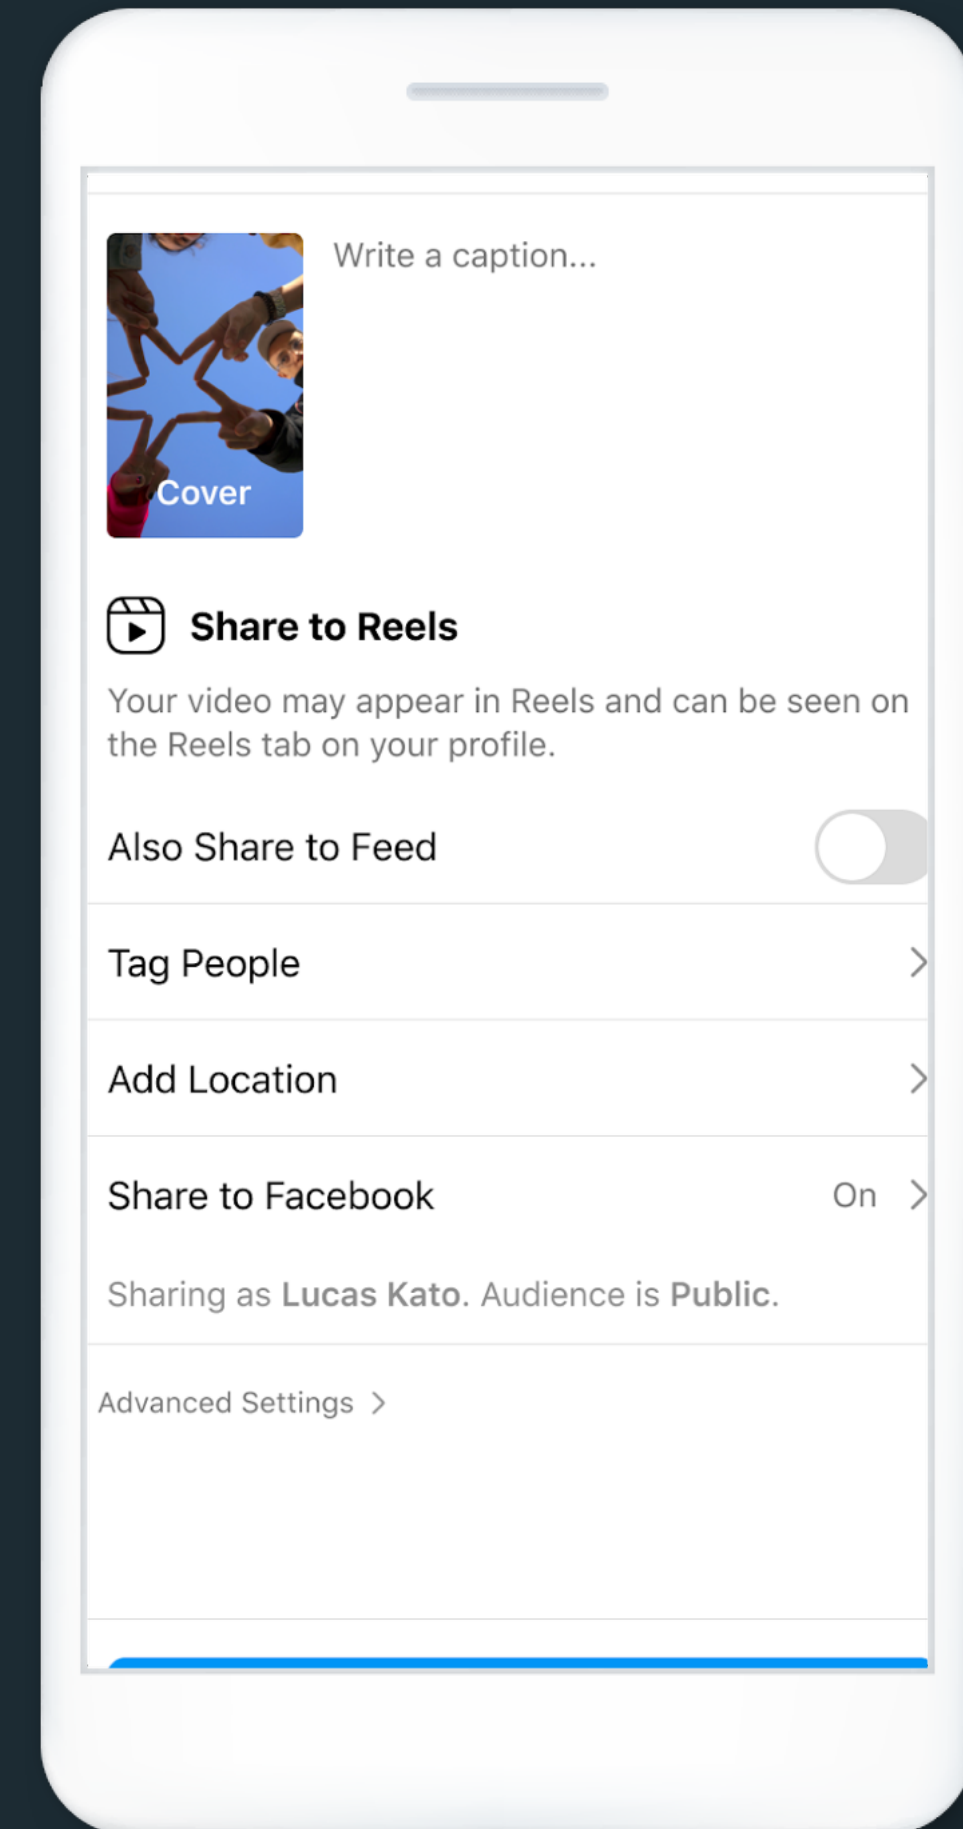 Write a caption...
Cover
Share to Reels
Your video may appear in Reels and can be seen on
the Reels tab on your profile.
Also Share to Feed
Tag People
Add Location
Share to Facebook On
Sharing as Lucas Kato. Audience is Public.
Advanced Settings